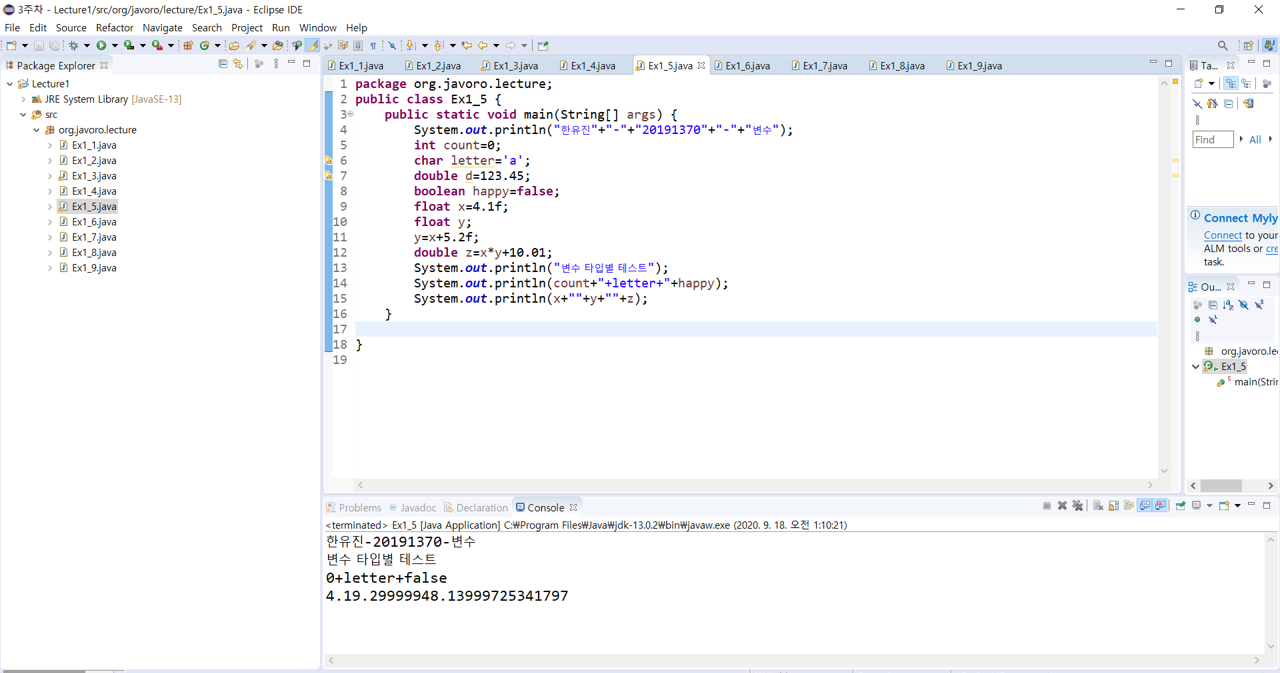 3주차 - Lecture1/src/org/javoro/lecture/Ex1_5.java - Eclipse IDE
File Edit Source Refactor Navigate Search Project Run Window Help
Package Explorer
Lecture1
JRE System Library [JavaSE-13]
src
org.javoro.lecture
Ex1_1.java
Ex1_2.java
Ex1_3.java
Ex1_4.java
Ex1_5.java
Ex1_6.java
Ex1_7.java
Ex1_8.java
Ex1_9.java
Ex1_1.java Ex1_2.java Ex1_3.java Ex1_4.java Ex1_5.java Ex1_6.java Ex1_7.java Ex1_8.java Ex1_9.java
1 package org.javoro.lecture;
2 public class Ex1_5 {
3 public static void main(String[] args) {
4 System.out.println("한유진"+"-"+"20191370"+"-"+"변수");
5 int count=0;
6 char letter='a';
7 double d=123.45;
8 boolean happy=false;
9 float x=4.1f;
10 float y;
11 y=x+5.2f;
12 double z=x*y+10.01;
13 System.out.println("변수 타입별 테스트");
14 System.out.println(count+"+letter+"+happy);
15 System.out.println(x+""+y+""+z);
16 }
17
18 }
19
Ta...
Find All
Connect Myly
Connect to your
ALM tools or cre
task.
Ou...
org.javoro.le
Ex1_5
main(Strin
Problems @ Javadoc Declaration Console
<terminated> Ex1_5 [Java Application] C:₩Program Files₩Java₩jdk-13.0.2₩bin₩javaw.exe (2020. 9. 18. 오전 1:10:21)
한유진-20191370-변수
변수 타입별 테스트
0+letter+false
4.19.29999948.13999725341797